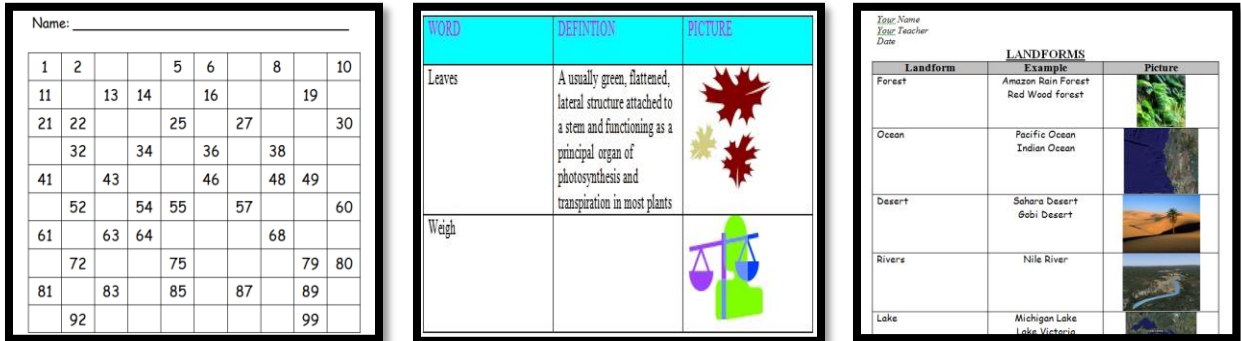 Name:
1 2 5 6 8 10
11 13 14 16 19
21 22 25 27 30
32 34 36 38
41 43 46 48 49
52 54 55 57 60
61 63 64 68
72 75 79 80
81 83 85 87 89
92 99
WORD DEFINTION PICTURE
Leaves A usually green, flattened,
lateral structure attached to
a stem and functioning as a
principal organ of
photosynthesis and
transpiration in most plants
Weigh
Your Name
Your Teacher
Date
LANDFORMS
Landform Example Picture
Forest Amazon Rain Forest
Red Wood forest
Ocean Pacific Ocean
Indian Ocean
Desert Sahara Desert
Gobi Desert
Rivers Nile River
Lake Michigan Lake
Lake Victoria